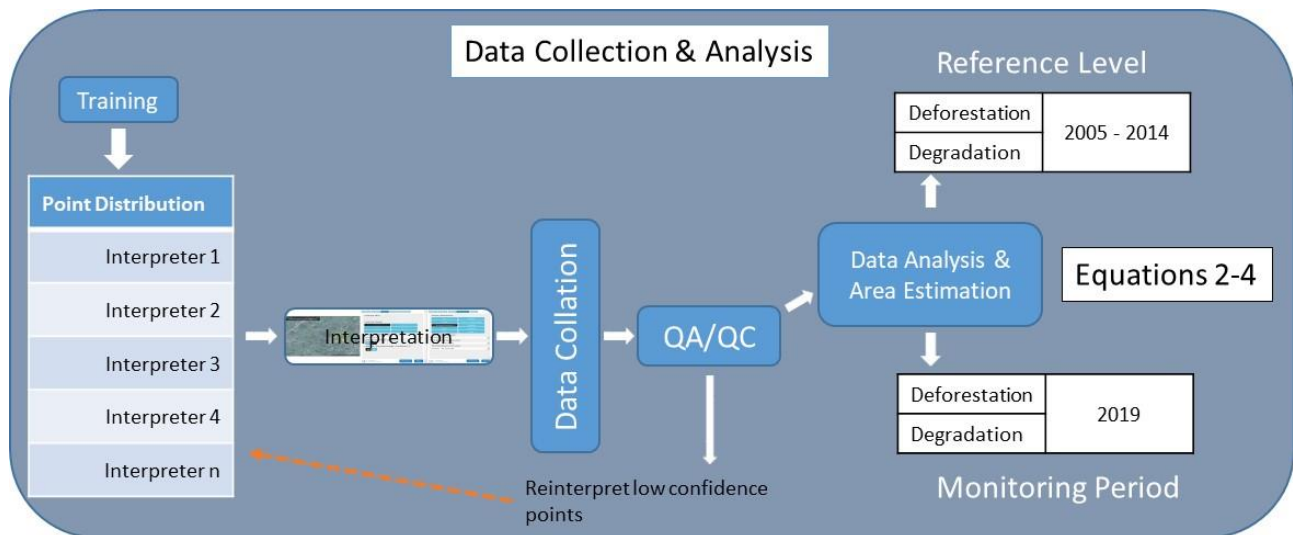 Data Collection & Analysis
Training
Point Distribution
Interpreter 1
Interpreter 2
Interpreter 3
Interpreter 4
Interpreter n
Interpretation
Data Collation
QA/QC
Reinterpret low confidence
points
Data Analysis &
Area Estimation
Equations 2-4
Reference Level
Deforestation
Degradation
2005 - 2014
Deforestation
Degradation
2019
Monitoring Period